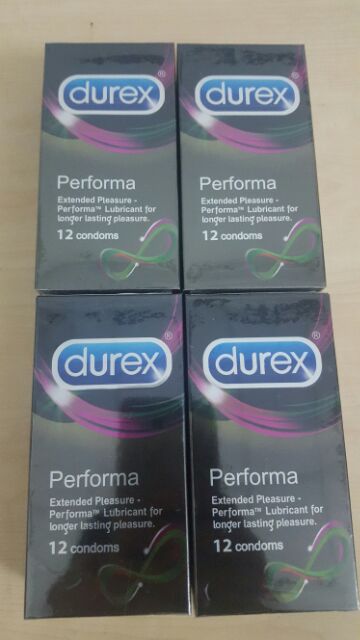 durex®
Performa
Extended Pleasure -
Performa™ Lubricant for
longer lasting pleasure.
12 condoms
durex®
Performa
Extended Pleasure -
Performa™ Lubricant for
longer lasting pleasure.
12 condoms
durex®
Performa
Extended Pleasure -
Performa™ Lubricant for
longer lasting pleasure.
12 condoms
durex®
Performa
Extended Pleasure -
Performa™ Lubricant for
longer lasting pleasure.
12 condoms